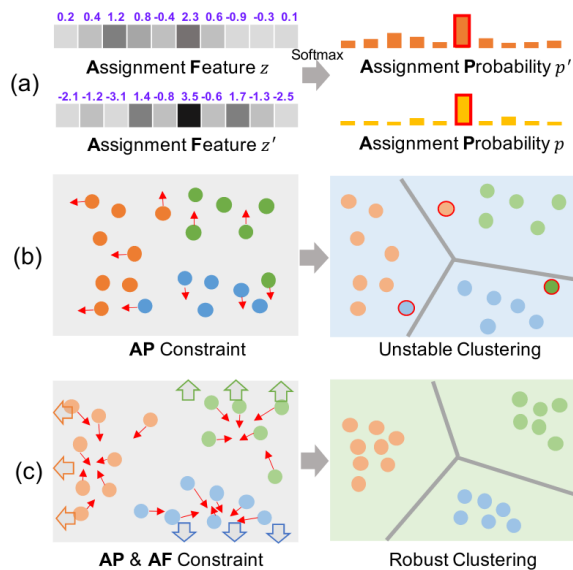 0.2 0.4 1.2 0.8 -0.4 2.3 0.6 0.9 -0.3 0.1
Softmax
(a)
Assignment Feature z
Assignment Probability p′
-2.1 -1.2 -3.1 1.4 -0.8 3.5 -0.6 1.7 -1.3 -2.5
Assignment Feature z′
Assignment Probability p
(b)
AP Constraint
Unstable Clustering
(c)
AP & AF Constraint
Robust Clustering